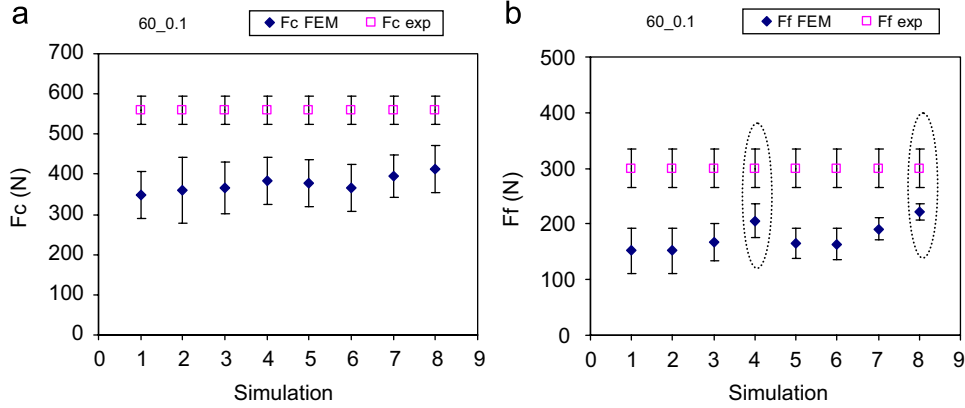 a
60_0.1
Fc FEM
Fc exp
700
600
500
400
300
200
100
0
Fc (N)
0 1 2 3 4 5 6 7 8 9
Simulation
b
60_0.1
Ff FEM
Ff exp
500
400
300
200
100
0
Ff (N)
0 1 2 3 4 5 6 7 8 9
Simulation